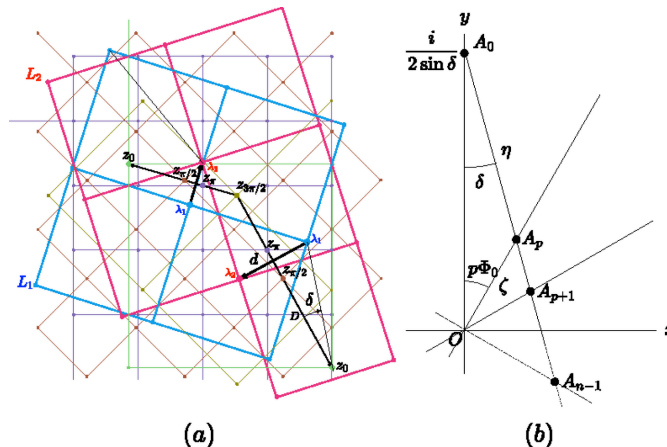 L₂
z₀
z_{π/2}
λ₂
z_π
z_{3π/2}
λ₁
λ₁
z_π
d
L₁
λ₂
z_{π/2}
δ
D
z₀
(a)
y
i
2 sin δ
A₀
η
δ
A_p
pΦ₀
ζ
A_{p+1}
O
A_{n−1}
(b)